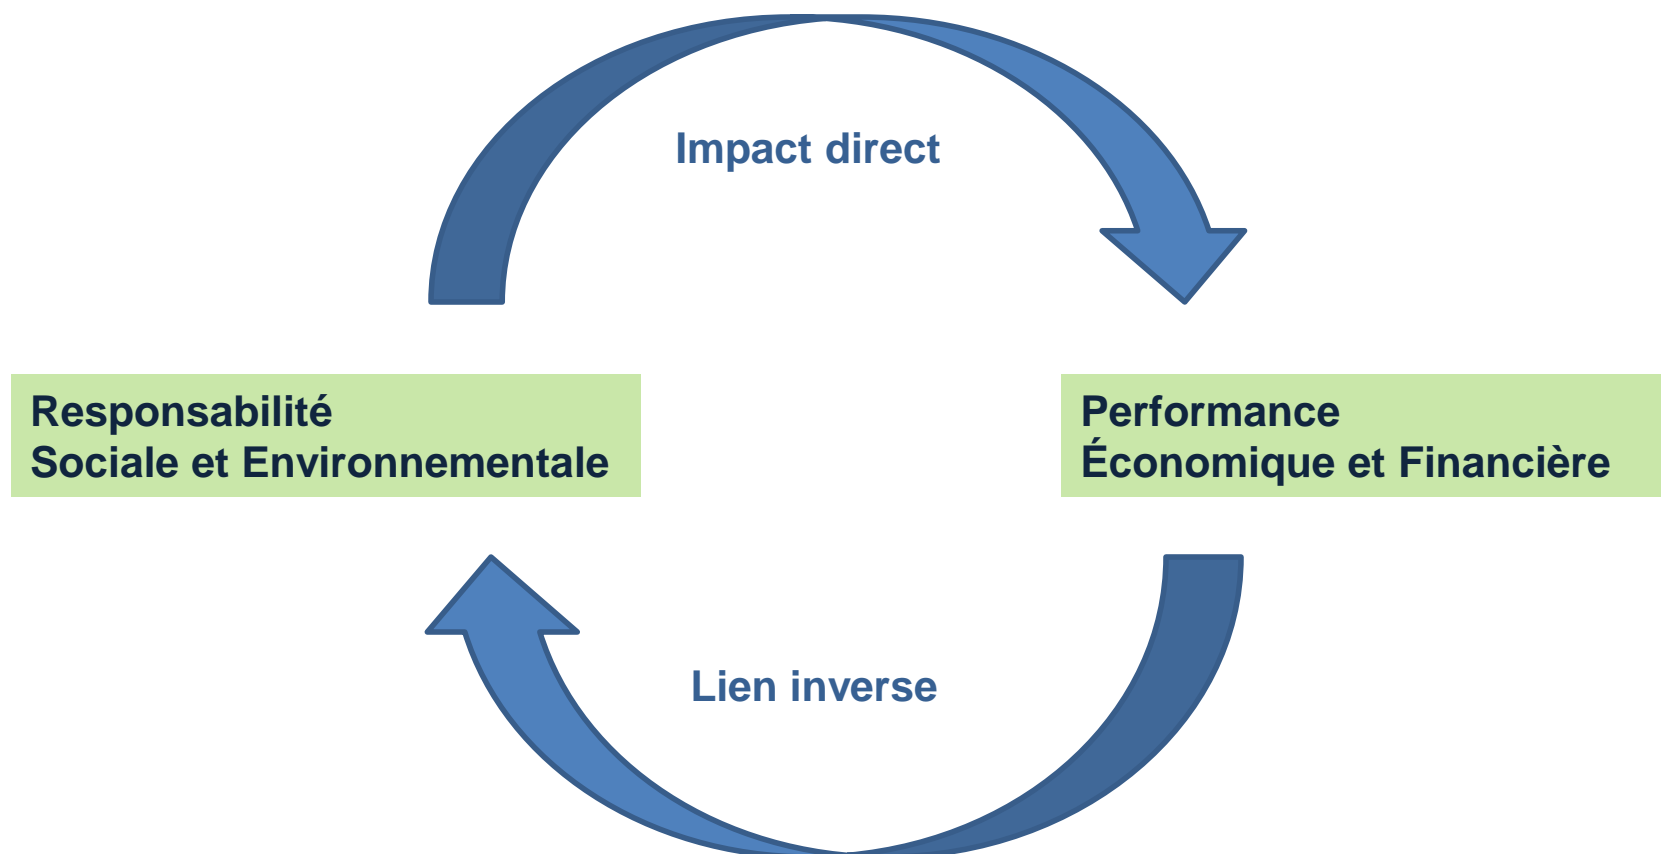 Impact direct
Responsabilité
Sociale et Environnementale
Performance
Économique et Financière
Lien inverse